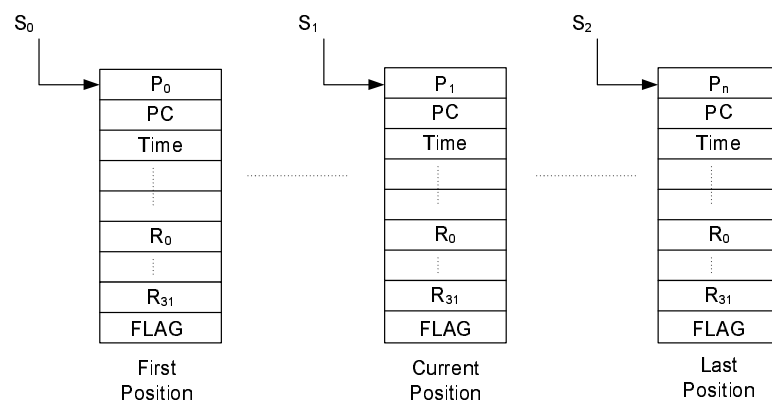 S₀
S₁
S₂
P₀
PC
Time
R₀
R₃₁
FLAG
First
Position
P₁
PC
Time
R₀
R₃₁
FLAG
Current
Position
Pₙ
PC
Time
R₀
R₃₁
FLAG
Last
Position